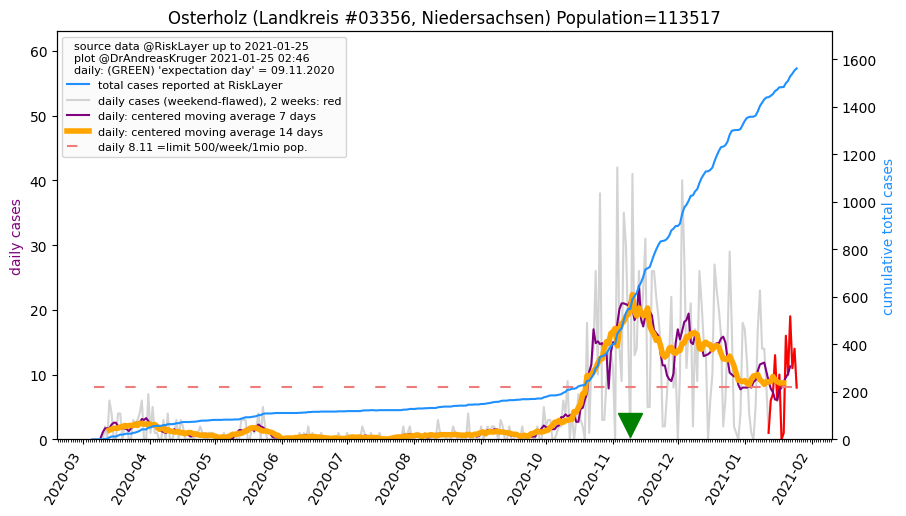 Osterholz (Landkreis #03356, Niedersachsen) Population=113517
source data @RiskLayer up to 2021-01-25
plot @DrAndreasKruger 2021-01-25 02:46
daily: (GREEN) 'expectation day' = 09.11.2020
total cases reported at RiskLayer
daily cases (weekend-flawed), 2 weeks: red
daily: centered moving average 7 days
daily: centered moving average 14 days
daily 8.11 =limit 500/week/1mio pop.
daily cases
60
50
40
30
20
10
0
cumulative total cases
1600
1400
1200
1000
800
600
400
200
0
2020-03
2020-04
2020-05
2020-06
2020-07
2020-08
2020-09
2020-10
2020-11
2020-12
2021-01
2021-02